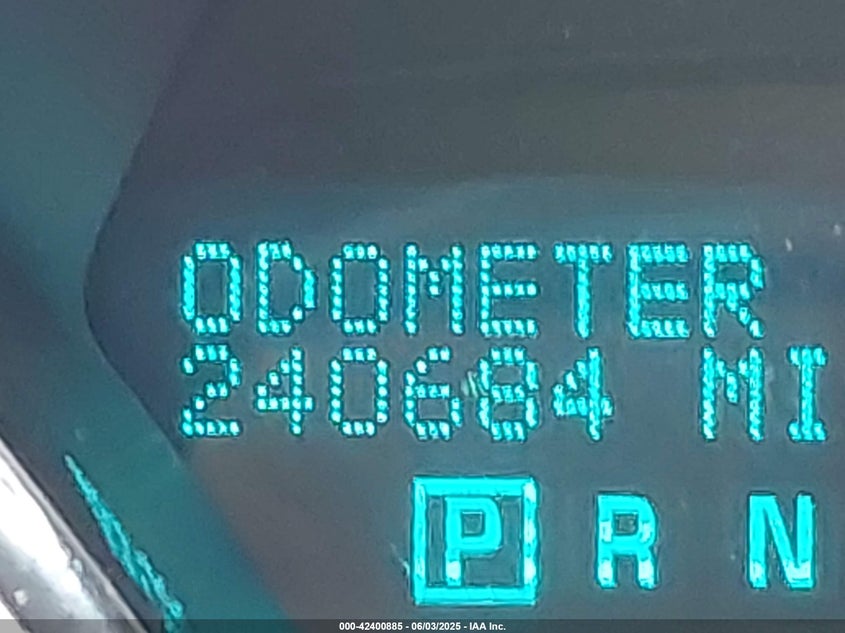 ODOMETER
240684 MI
P R N
000-42400885 - 06/03/2025 - IAA Inc.